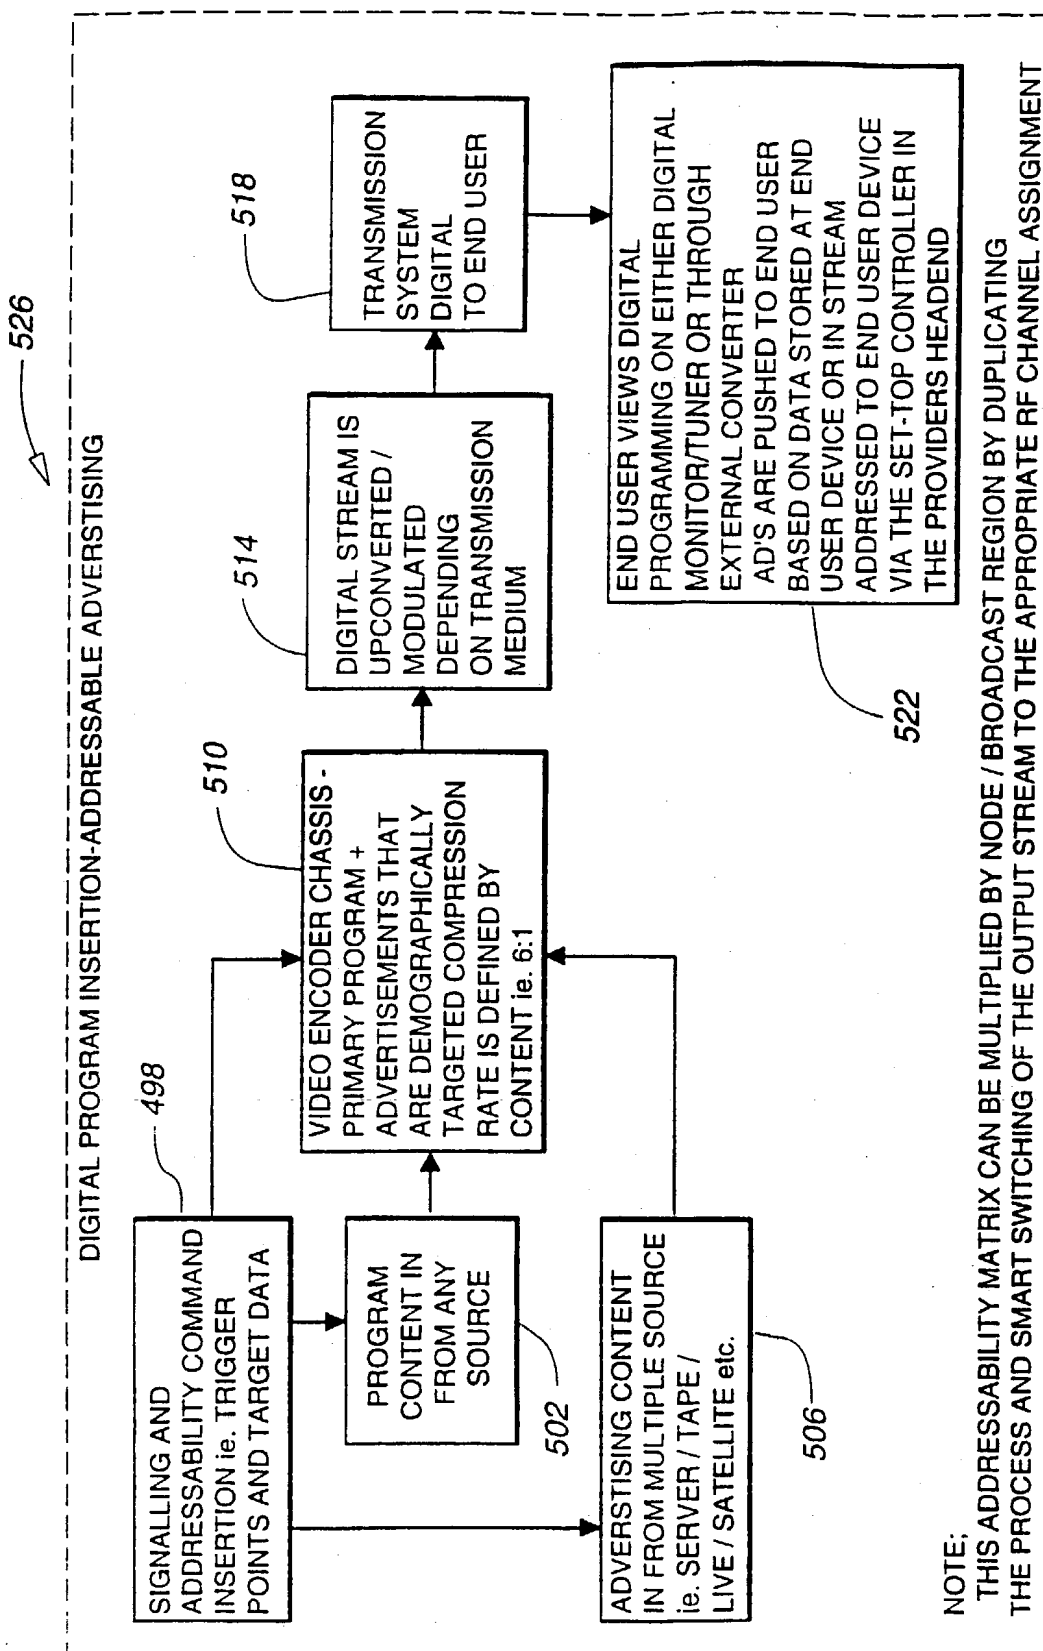 526
DIGITAL PROGRAM INSERTION-ADDRESSABLE ADVERSTISING
498
SIGNALLING AND
ADDRESSABILITY COMMAND
INSERTION ie. TRIGGER
POINTS AND TARGET DATA
PROGRAM
CONTENT IN
FROM ANY
SOURCE
502
ADVERSTISING CONTENT
IN FROM MULTIPLE SOURCE
ie. SERVER / TAPE /
LIVE / SATELLITE etc.
506
510
VIDEO ENCODER CHASSIS -
PRIMARY PROGRAM +
ADVERTISEMENTS THAT
ARE DEMOGRAPHICALLY
TARGETED COMPRESSION
RATE IS DEFINED BY
CONTENT ie. 6:1
514
DIGITAL STREAM IS
UPCONVERTED /
MODULATED
DEPENDING
ON TRANSMISSION
MEDIUM
518
TRANSMISSION
SYSTEM
DIGITAL
TO END USER
END USER VIEWS DIGITAL
PROGRAMMING ON EITHER DIGITAL
MONITOR/TUNER OR THROUGH
EXTERNAL CONVERTER
AD'S ARE PUSHED TO END USER
BASED ON DATA STORED AT END
USER DEVICE OR IN STREAM
ADDRESSED TO END USER DEVICE
VIA THE SET-TOP CONTROLLER IN
THE PROVIDERS HEADEND
522
NOTE;
THIS ADDRESSABILITY MATRIX CAN BE MULTIPLIED BY NODE / BROADCAST REGION BY DUPLICATING
THE PROCESS AND SMART SWITCHING OF THE OUTPUT STREAM TO THE APPROPRIATE RF CHANNEL ASSIGNMENT